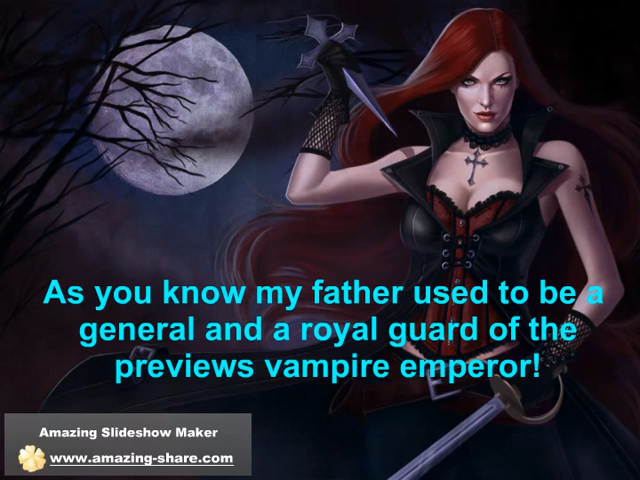 As you know my father used to be a
general and a royal guard of the
previews vampire emperor!
Amazing Slideshow Maker
www.amazing-share.com